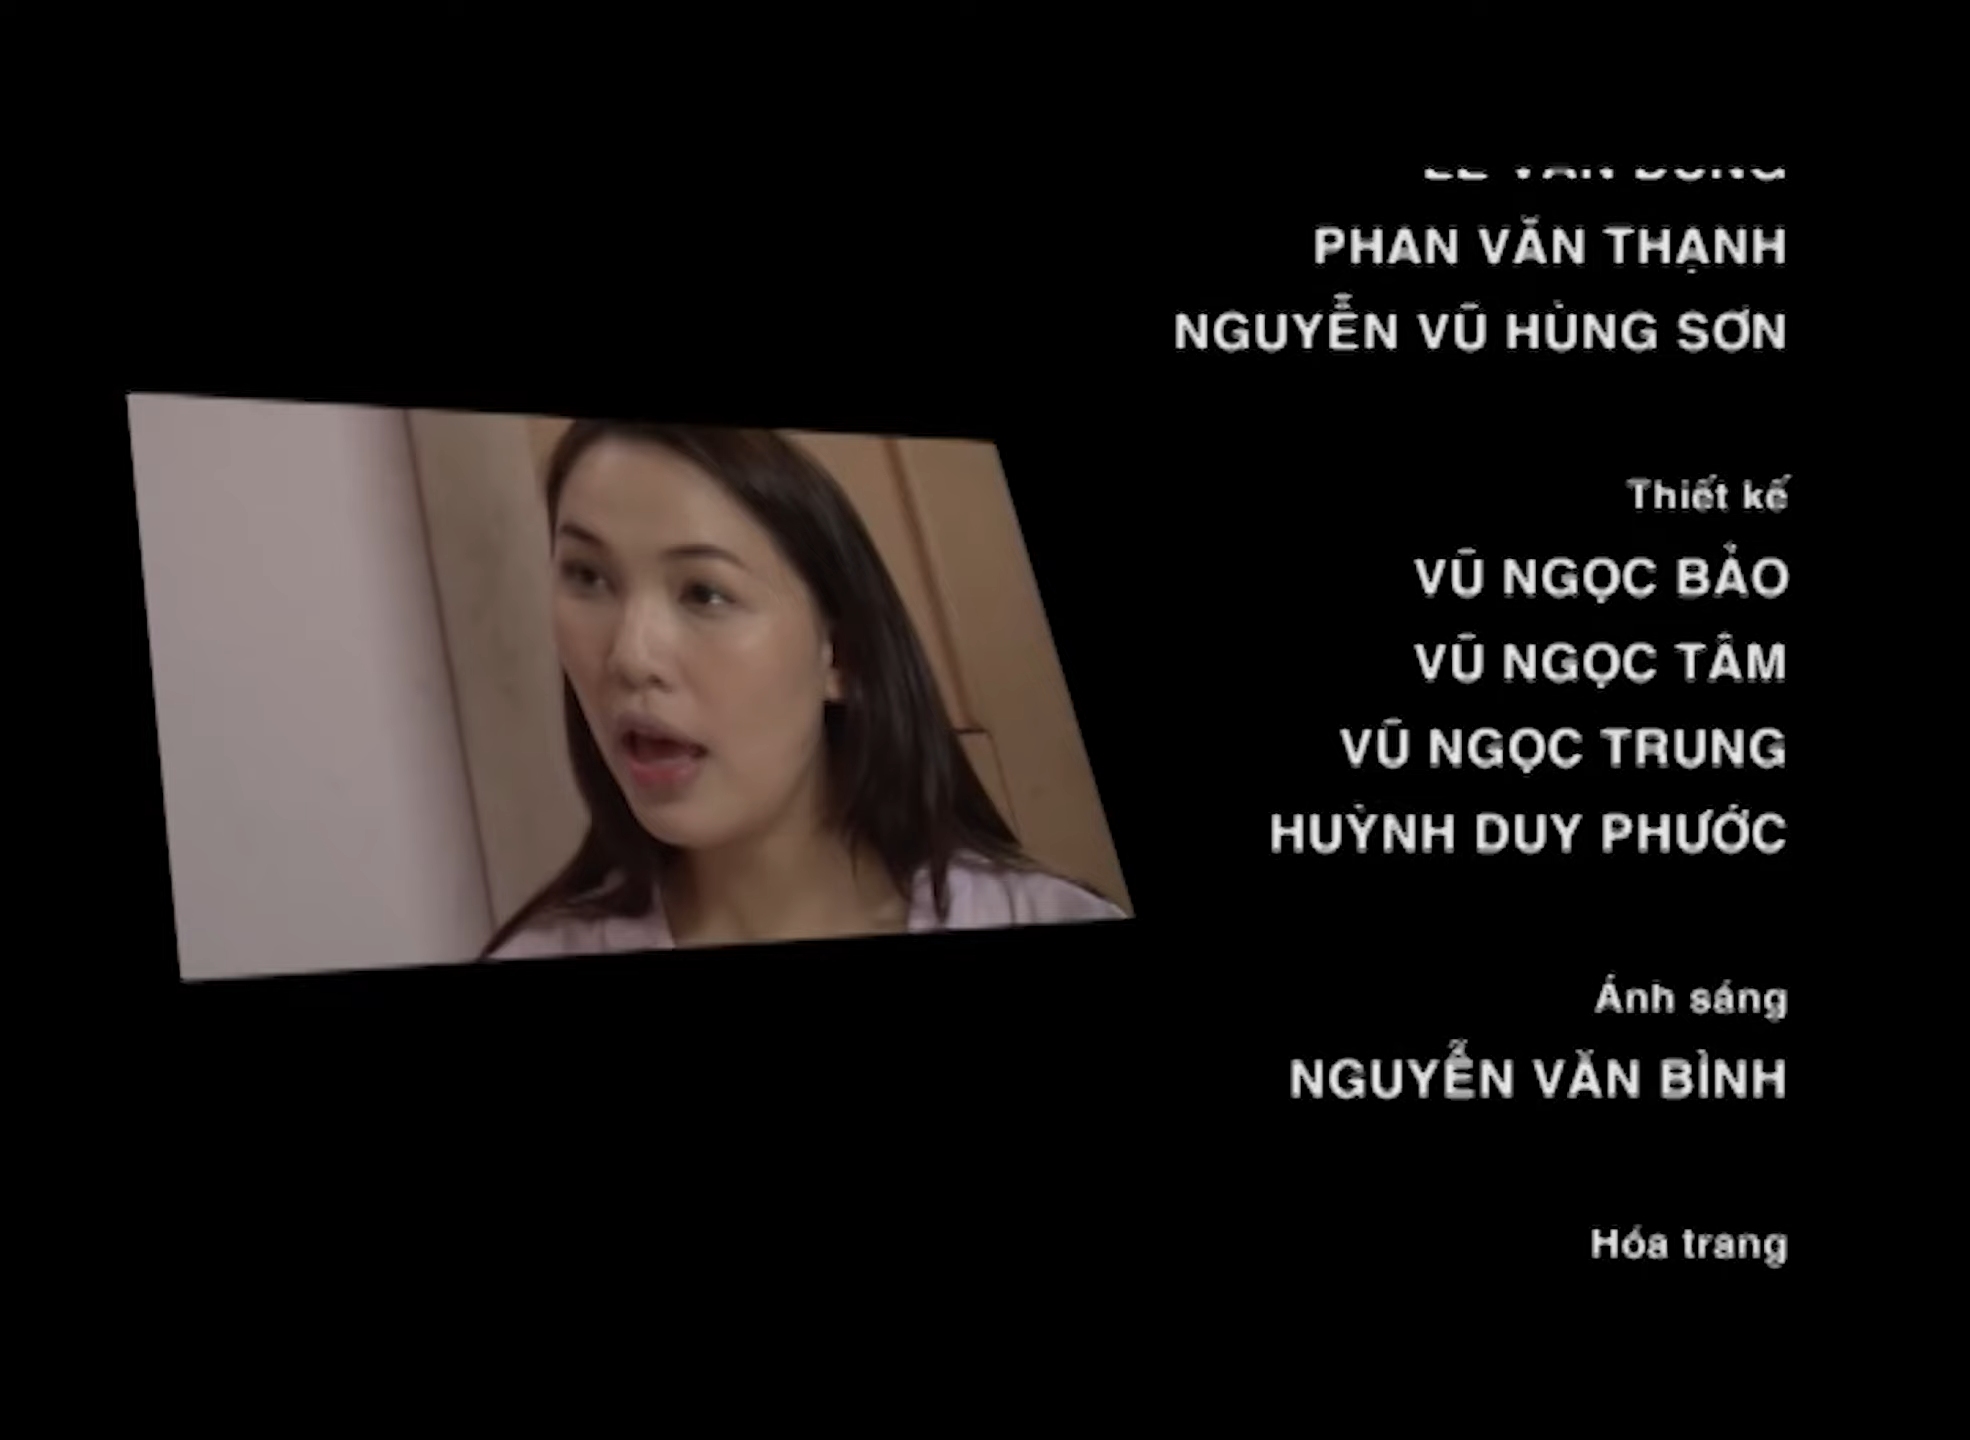 PHAN VĂN THẠNH
NGUYỄN VŨ HÙNG SƠN
Thiết kế
VŨ NGỌC BẢO
VŨ NGỌC TÂM
VŨ NGỌC TRUNG
HUỲNH DUY PHƯỚC
Ánh sáng
NGUYỄN VĂN BÌNH
Hóa trang